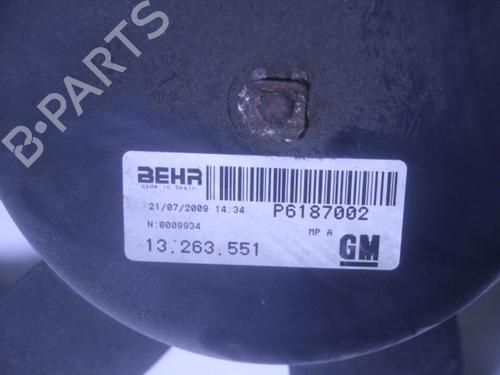 B-PARTS
BEHR
made in Spain
21/07/2009 14:34 P6187002
N:0009934 MP A
13.263.551 GM